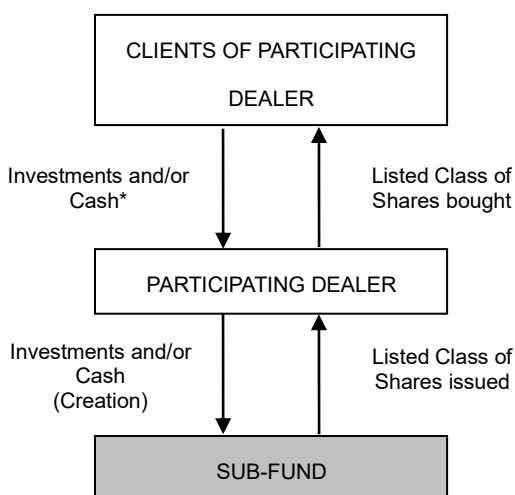 CLIENTS OF PARTICIPATING
DEALER
Investments and/or
Cash*
Listed Class of
Shares bought
PARTICIPATING DEALER
Investments and/or
Cash
(Creation)
Listed Class of
Shares issued
SUB-FUND